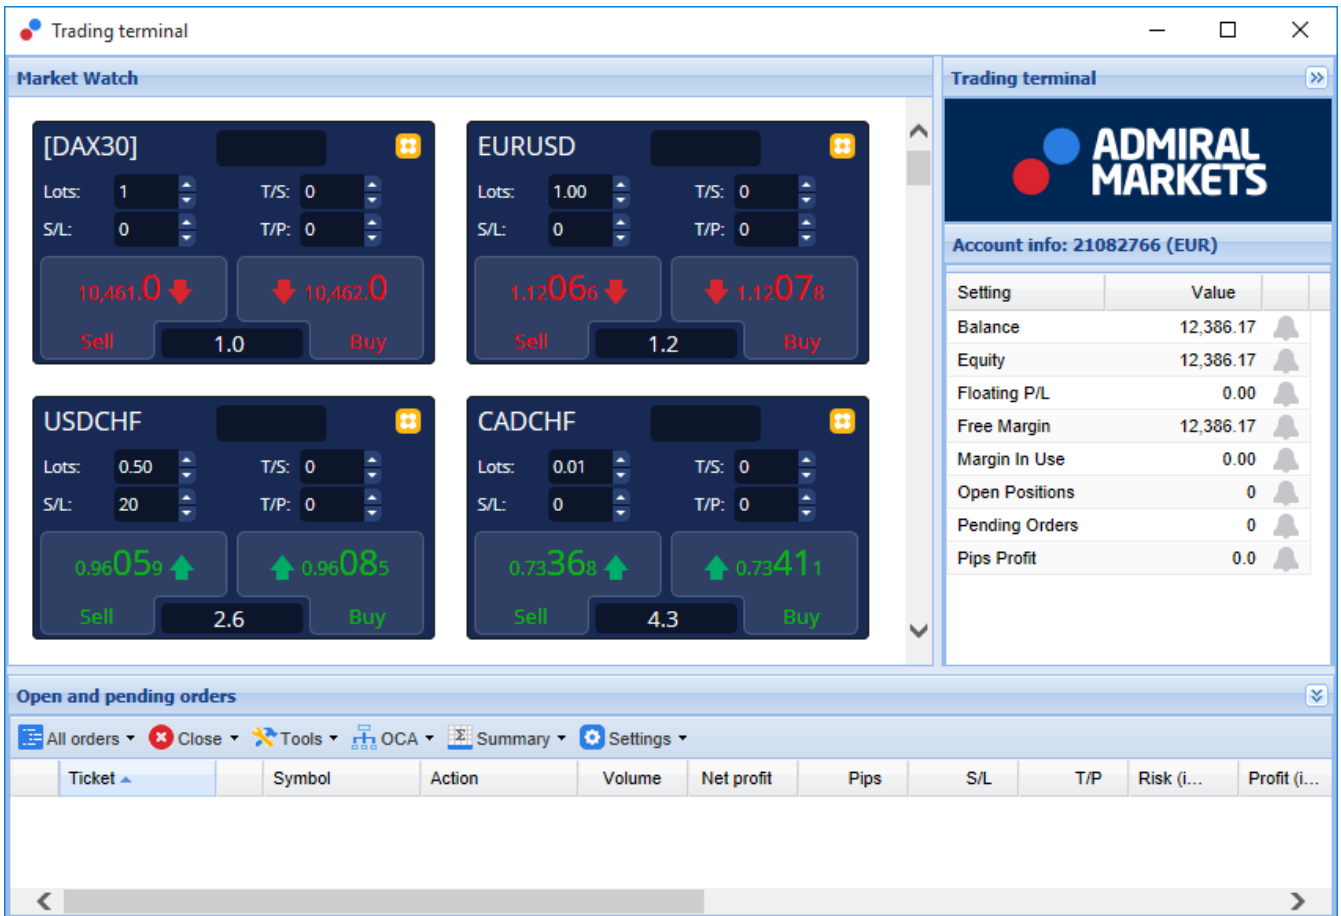 Trading terminal
Market Watch
[DAX30]
Lots: 1 T/S: 0
S/L: 0 T/P: 0
10,461.0 10,462.0
Sell 1.0 Buy
EURUSD
Lots: 1.00 T/S: 0
S/L: 0 T/P: 0
1.12066 1.12078
Sell 1.2 Buy
USDCHF
Lots: 0.50 T/S: 0
S/L: 20 T/P: 0
0.96059 0.96085
Sell 2.6 Buy
CADCHF
Lots: 0.01 T/S: 0
S/L: 0 T/P: 0
0.73368 0.73411
Sell 4.3 Buy
Trading terminal
ADMIRAL
MARKETS
Account info: 21082766 (EUR)
Setting Value
Balance 12,386.17
Equity 12,386.17
Floating P/L 0.00
Free Margin 12,386.17
Margin In Use 0.00
Open Positions 0
Pending Orders 0
Pips Profit 0.0
Open and pending orders
All orders Close Tools OCA Summary Settings
Ticket Symbol Action Volume Net profit Pips S/L T/P Risk (i... Profit (i...